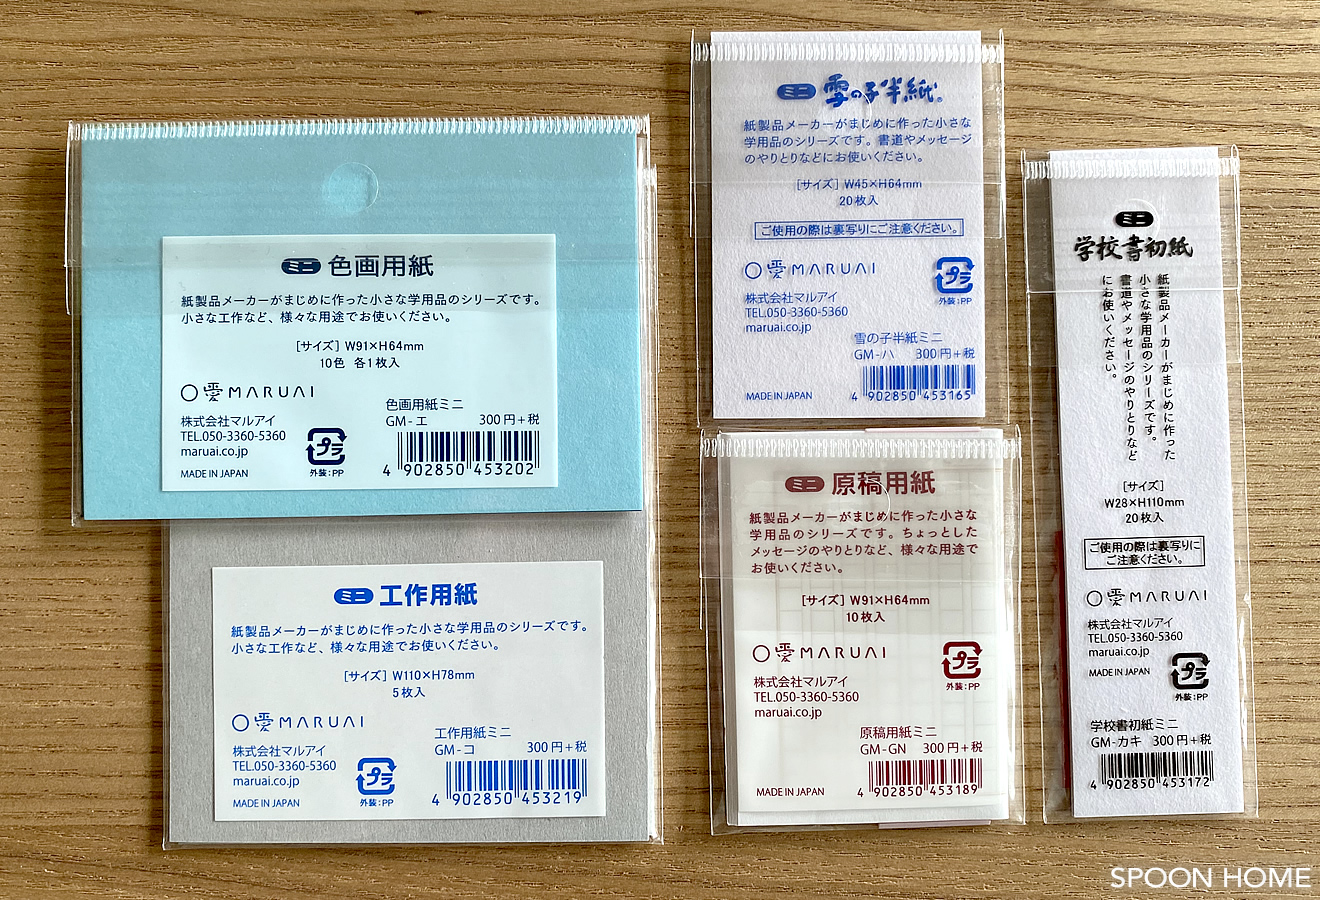 ミニ 色画用紙
紙製品メーカーがまじめに作った小さな学用品のシリーズです。
小さな工作など、様々な用途でお使いください。
[サイズ] W91×H64mm
10色 各1枚入
愛 MARUAI
株式会社マルアイ
TEL.050-3360-5360
maruai.co.jp
MADE IN JAPAN
プラ
外装:PP
色画用紙ミニ
GM-エ 300円+税
4 902850 453202
ミニ 工作用紙
紙製品メーカーがまじめに作った小さな学用品のシリーズです。
小さな工作など、様々な用途でお使いください。
[サイズ] W110×H78mm
5枚入
愛 MARUAI
株式会社マルアイ
TEL.050-3360-5360
maruai.co.jp
MADE IN JAPAN
プラ
外装:PP
工作用紙ミニ
GM-コ 300円+税
4 902850 453219
ミニ 雪の子半紙®
紙製品メーカーがまじめに作った小さな
学用品のシリーズです。書道やメッセージ
のやりとりなどにお使いください。
[サイズ] W45×H64mm
20枚入
ご使用の際は裏写りにご注意ください。
愛 MARUAI
プラ
外装:PP
株式会社マルアイ
TEL.050-3360-5360
maruai.co.jp
雪の子半紙ミニ
GM-ハ 300円+税
MADE IN JAPAN
4 902850 453165
ミニ 原稿用紙
紙製品メーカーがまじめに作った小さな
学用品のシリーズです。ちょっとした
メッセージのやりとりなど、様々な用途で
お使いください。
[サイズ] W91×H64mm
10枚入
愛 MARUAI
プラ
外装:PP
株式会社マルアイ
TEL.050-3360-5360
maruai.co.jp
原稿用紙ミニ
GM-GN 300円+税
MADE IN JAPAN
4 902850 453189
ミニ
学校書初紙
紙製品メーカーがまじめに作った
小さな学用品のシリーズです。
書道やメッセージのやりとりなど
にお使いください。
[サイズ]
W28×H110mm
20枚入
ご使用の際は裏写りに
ご注意ください。
愛 MARUAI
株式会社マルアイ
TEL.050-3360-5360
maruai.co.jp
MADE IN JAPAN
プラ
外装:PP
学校書初紙ミニ
GM-カキ 300円+税
4 902850 453172
SPOON HOME